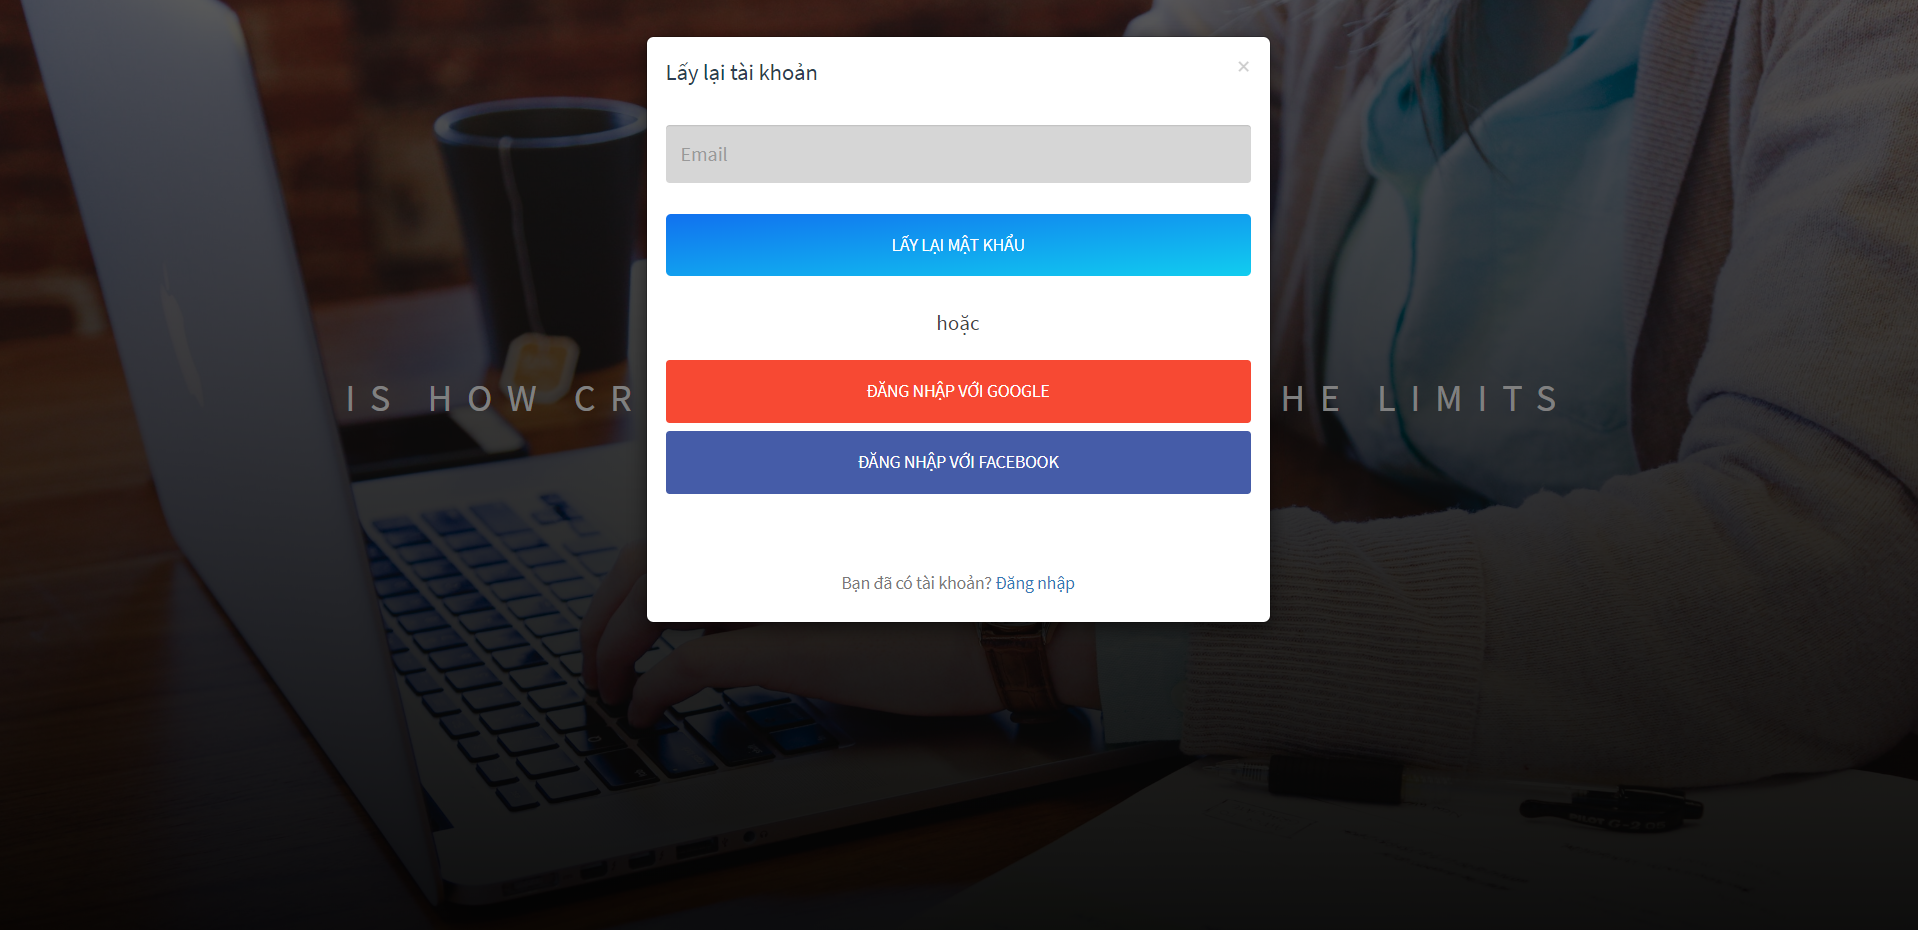 Lấy lại tài khoản
×
Email
LẤY LẠI MẬT KHẨU
hoặc
ĐĂNG NHẬP VỚI GOOGLE
IS HOW CR HE LIMITS
ĐĂNG NHẬP VỚI FACEBOOK
Bạn đã có tài khoản? Đăng nhập